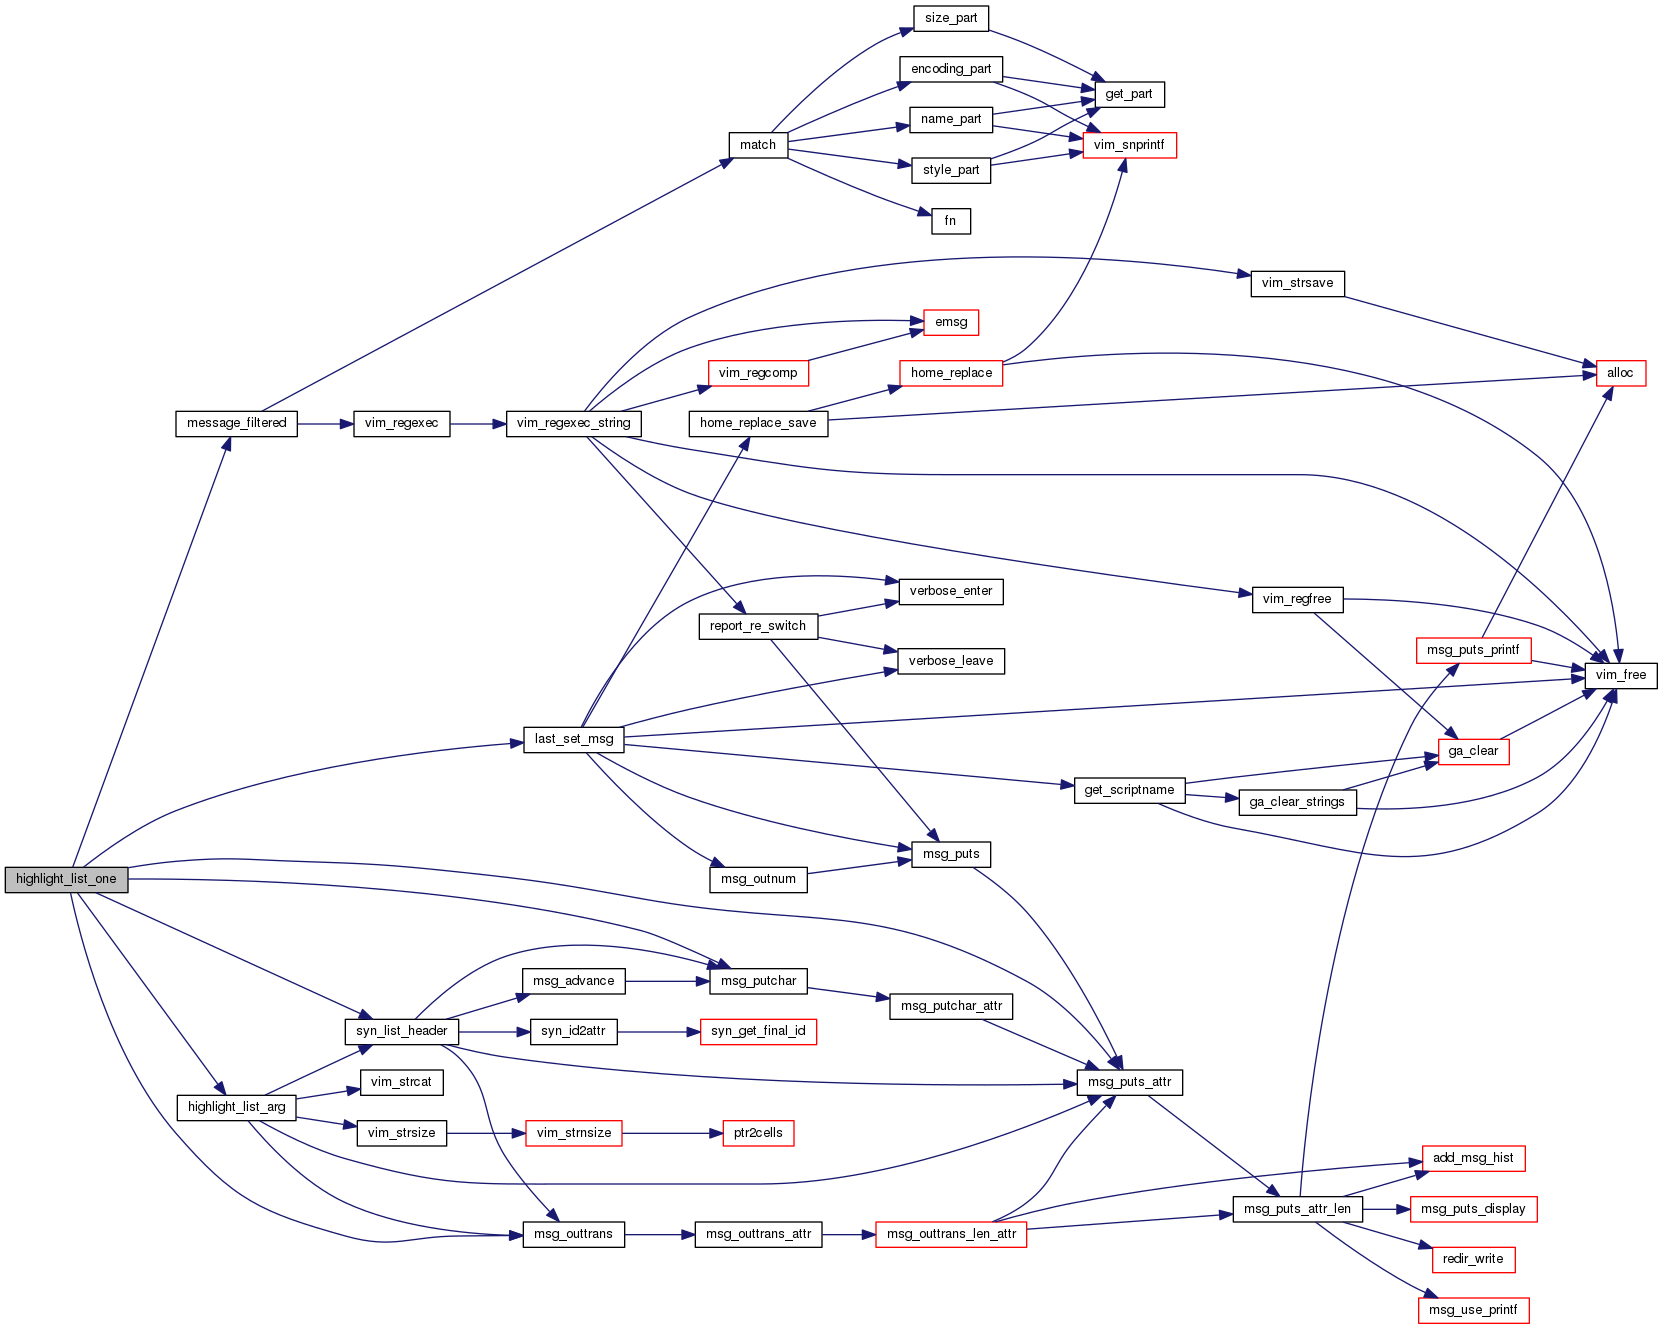 size_part
encoding_part
get_part
name_part
match
vim_snprintf
style_part
fn
vim_strsave
emsg
vim_regcomp
home_replace
alloc
message_filtered
vim_regexec
vim_regexec_string
home_replace_save
verbose_enter
vim_regfree
report_re_switch
msg_puts_printf
verbose_leave
vim_free
last_set_msg
ga_clear
get_scriptname
ga_clear_strings
msg_puts
highlight_list_one
msg_outnum
msg_advance
msg_putchar
msg_putchar_attr
syn_list_header
syn_id2attr
syn_get_final_id
vim_strcat
msg_puts_attr
highlight_list_arg
vim_strsize
vim_strnsize
ptr2cells
add_msg_hist
msg_puts_attr_len
msg_puts_display
msg_outtrans
msg_outtrans_attr
msg_outtrans_len_attr
redir_write
msg_use_printf